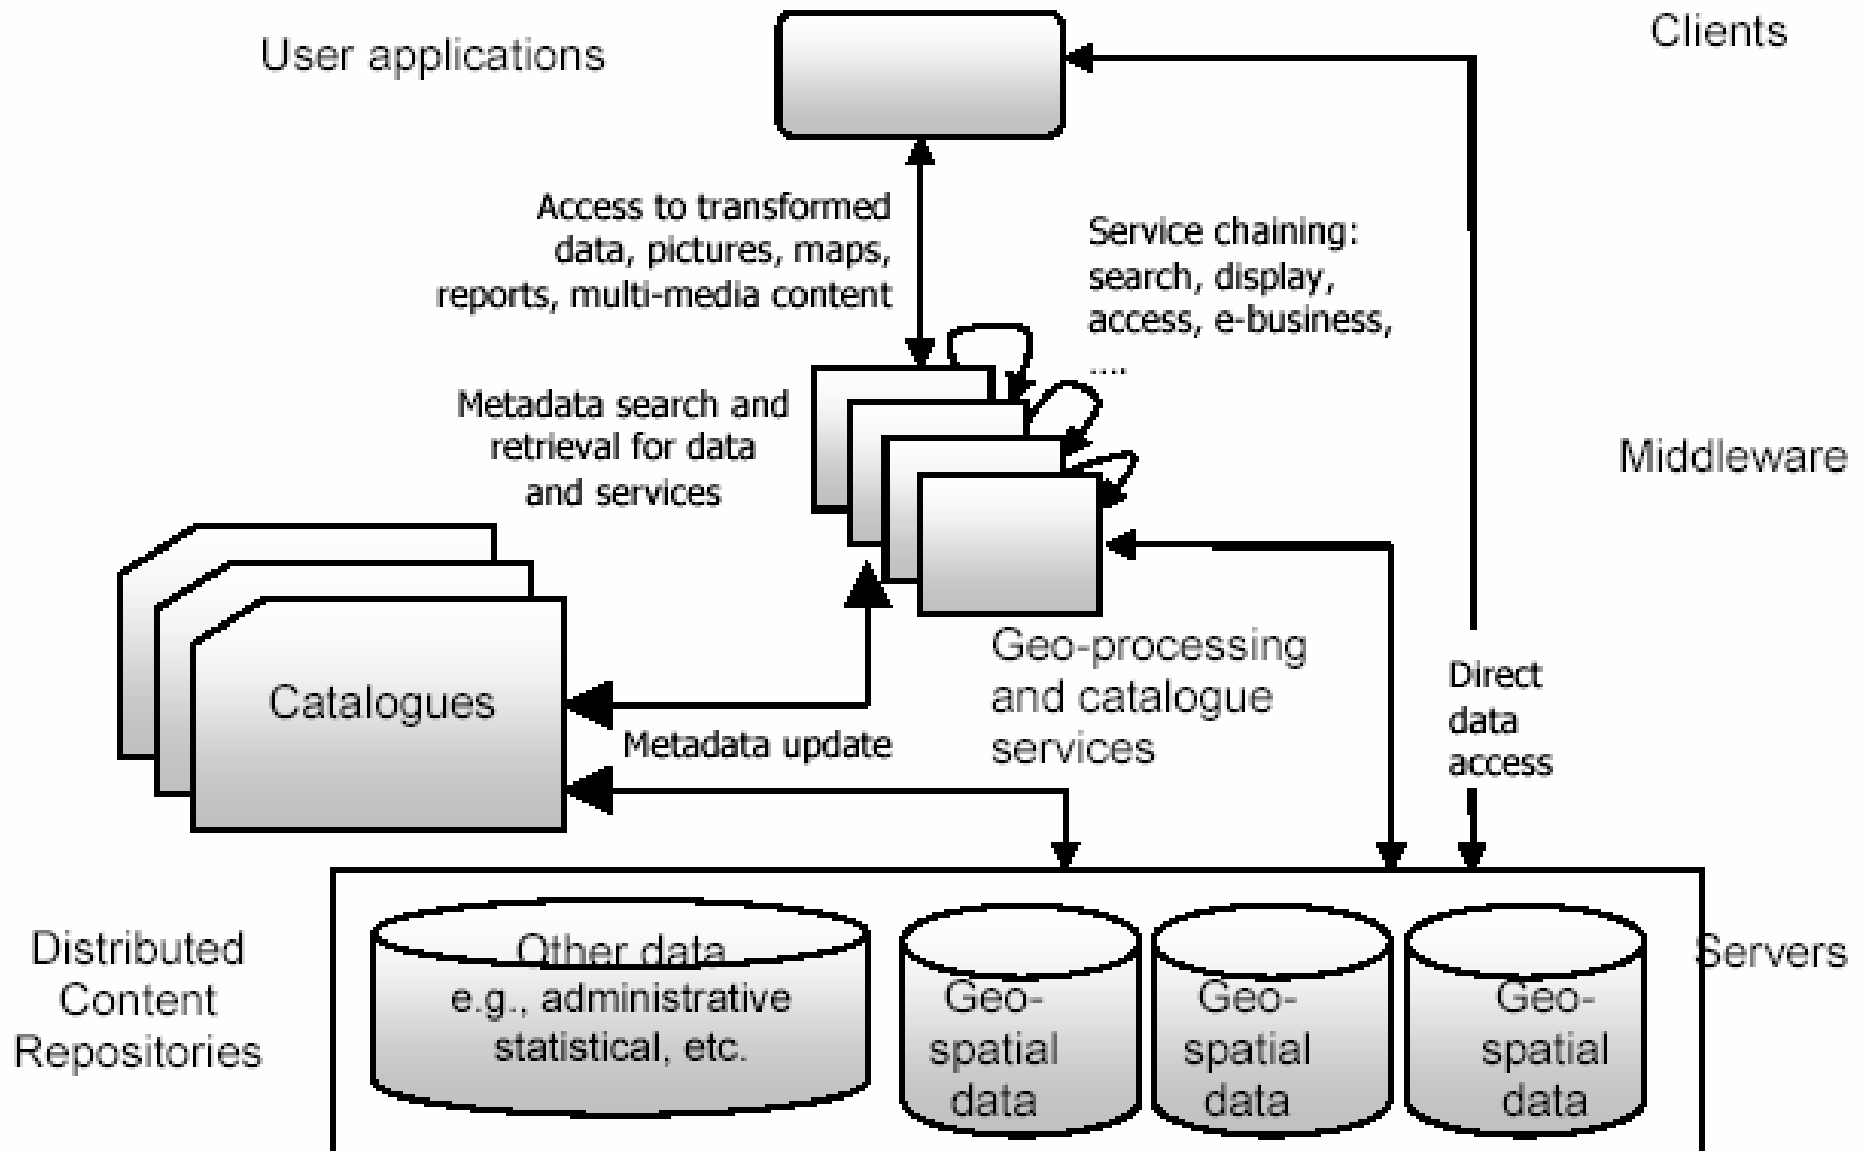 User applications
Clients
Access to transformed
data, pictures, maps,
reports, multi-media content
Service chaining:
search, display,
access, e-business,
....
Metadata search and
retrieval for data
and services
Middleware
Catalogues
Geo-processing
and catalogue
services
Metadata update
Direct
data
access
Distributed
Content
Repositories
Other data
e.g., administrative
statistical, etc.
Geo-
spatial
data
Geo-
spatial
data
Geo-
spatial
data
Servers